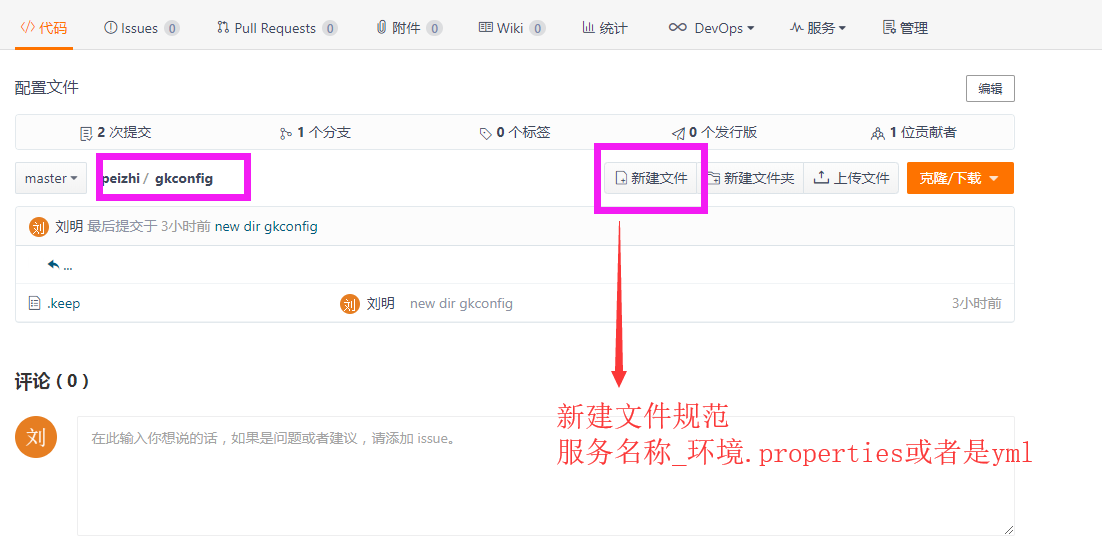 代码 Issues 0 Pull Requests 0 附件 0 Wiki 0 统计 DevOps 服务 管理
配置文件 编辑
2 次提交 1 个分支 0 个标签 0 个发行版 1 位贡献者
master peizhi / gkconfig 新建文件 新建文件夹 上传文件 克隆/下载
刘 刘明 最后提交于 3小时前 new dir gkconfig
...
.keep 刘 刘明 new dir gkconfig 3小时前
评论 ( 0 )
刘 在此输入你想说的话，如果是问题或者建议，请添加 issue。
新建文件规范
服务名称_环境.properties或者是yml